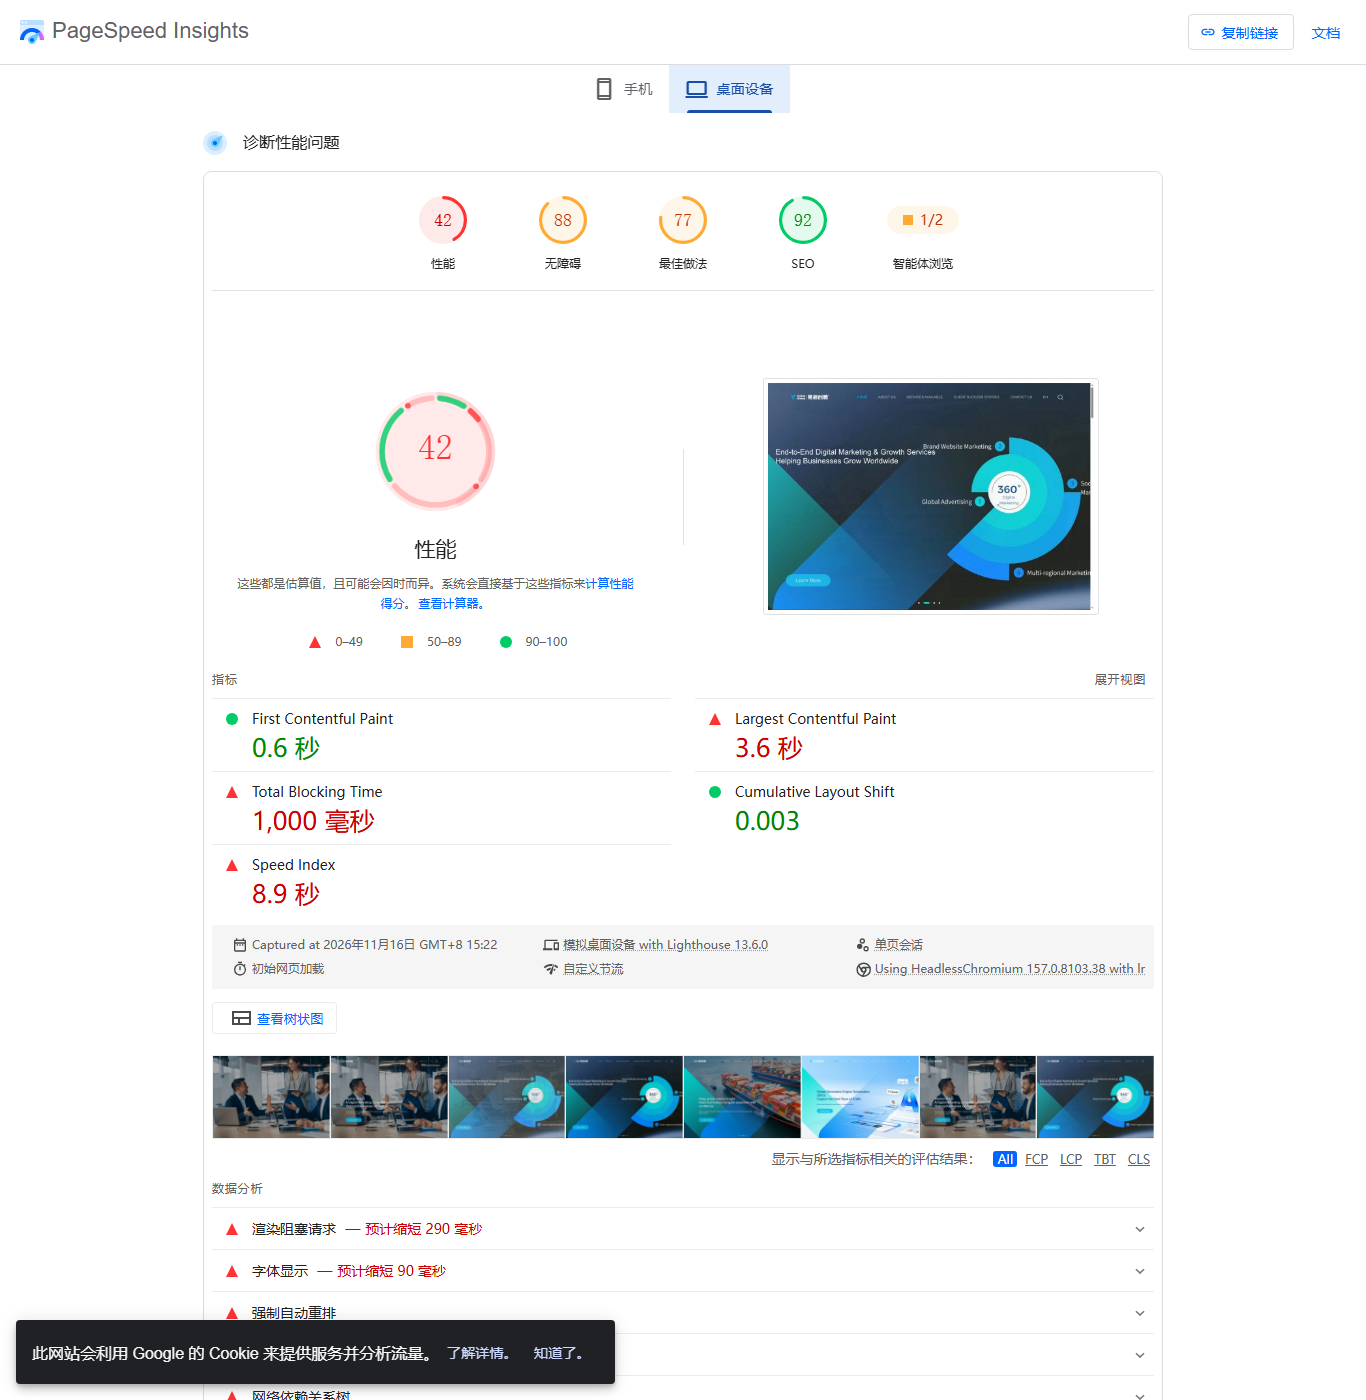 PageSpeed Insights
复制链接
文档
手机
桌面设备
诊断性能问题
42
88
77
92
1/2
性能
无障碍
最佳做法
SEO
智能体浏览
42
性能
这些都是估算值，且可能会因时而异。系统会直接基于这些指标来计算性能
得分。查看计算器。
0–49
50–89
90–100
End-to-End Digital Marketing & Growth Services
Helping Businesses Grow Worldwide
Brand Website Marketing
2
360°
Digital
Marketing
Global Advertising
Multi-regional Marketin
Learn More
指标
展开视图
First Contentful Paint
0.6 秒
Largest Contentful Paint
3.6 秒
Total Blocking Time
1,000 毫秒
Cumulative Layout Shift
0.003
Speed Index
8.9 秒
Captured at 2026年11月16日 GMT+8 15:22
模拟桌面设备 with Lighthouse 13.6.0
单页会话
初始网页加载
自定义节流
Using HeadlessChromium 157.0.8103.38 with lr
查看树状图
显示与所选指标相关的评估结果：
All
FCP
LCP
TBT
CLS
数据分析
渲染阻塞请求 — 预计缩短 290 毫秒
字体显示 — 预计缩短 90 毫秒
强制自动重排
此网站会利用 Google 的 Cookie 来提供服务并分析流量。
了解详情。
知道了。
网络依赖关系树